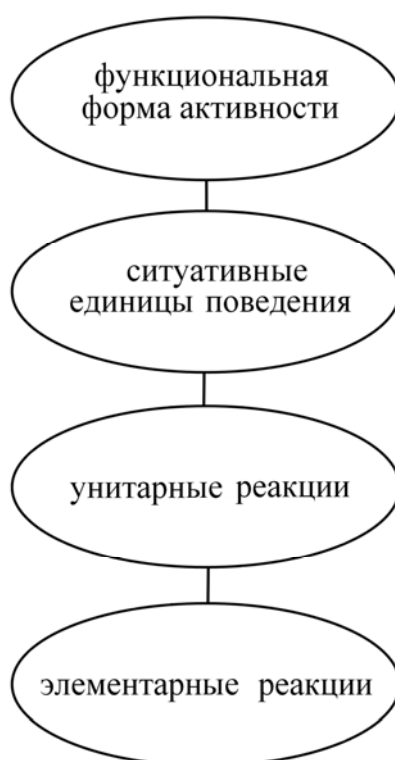 функциональная
форма активности
ситуативные
единицы поведения
унитарные реакции
элементарные реакции